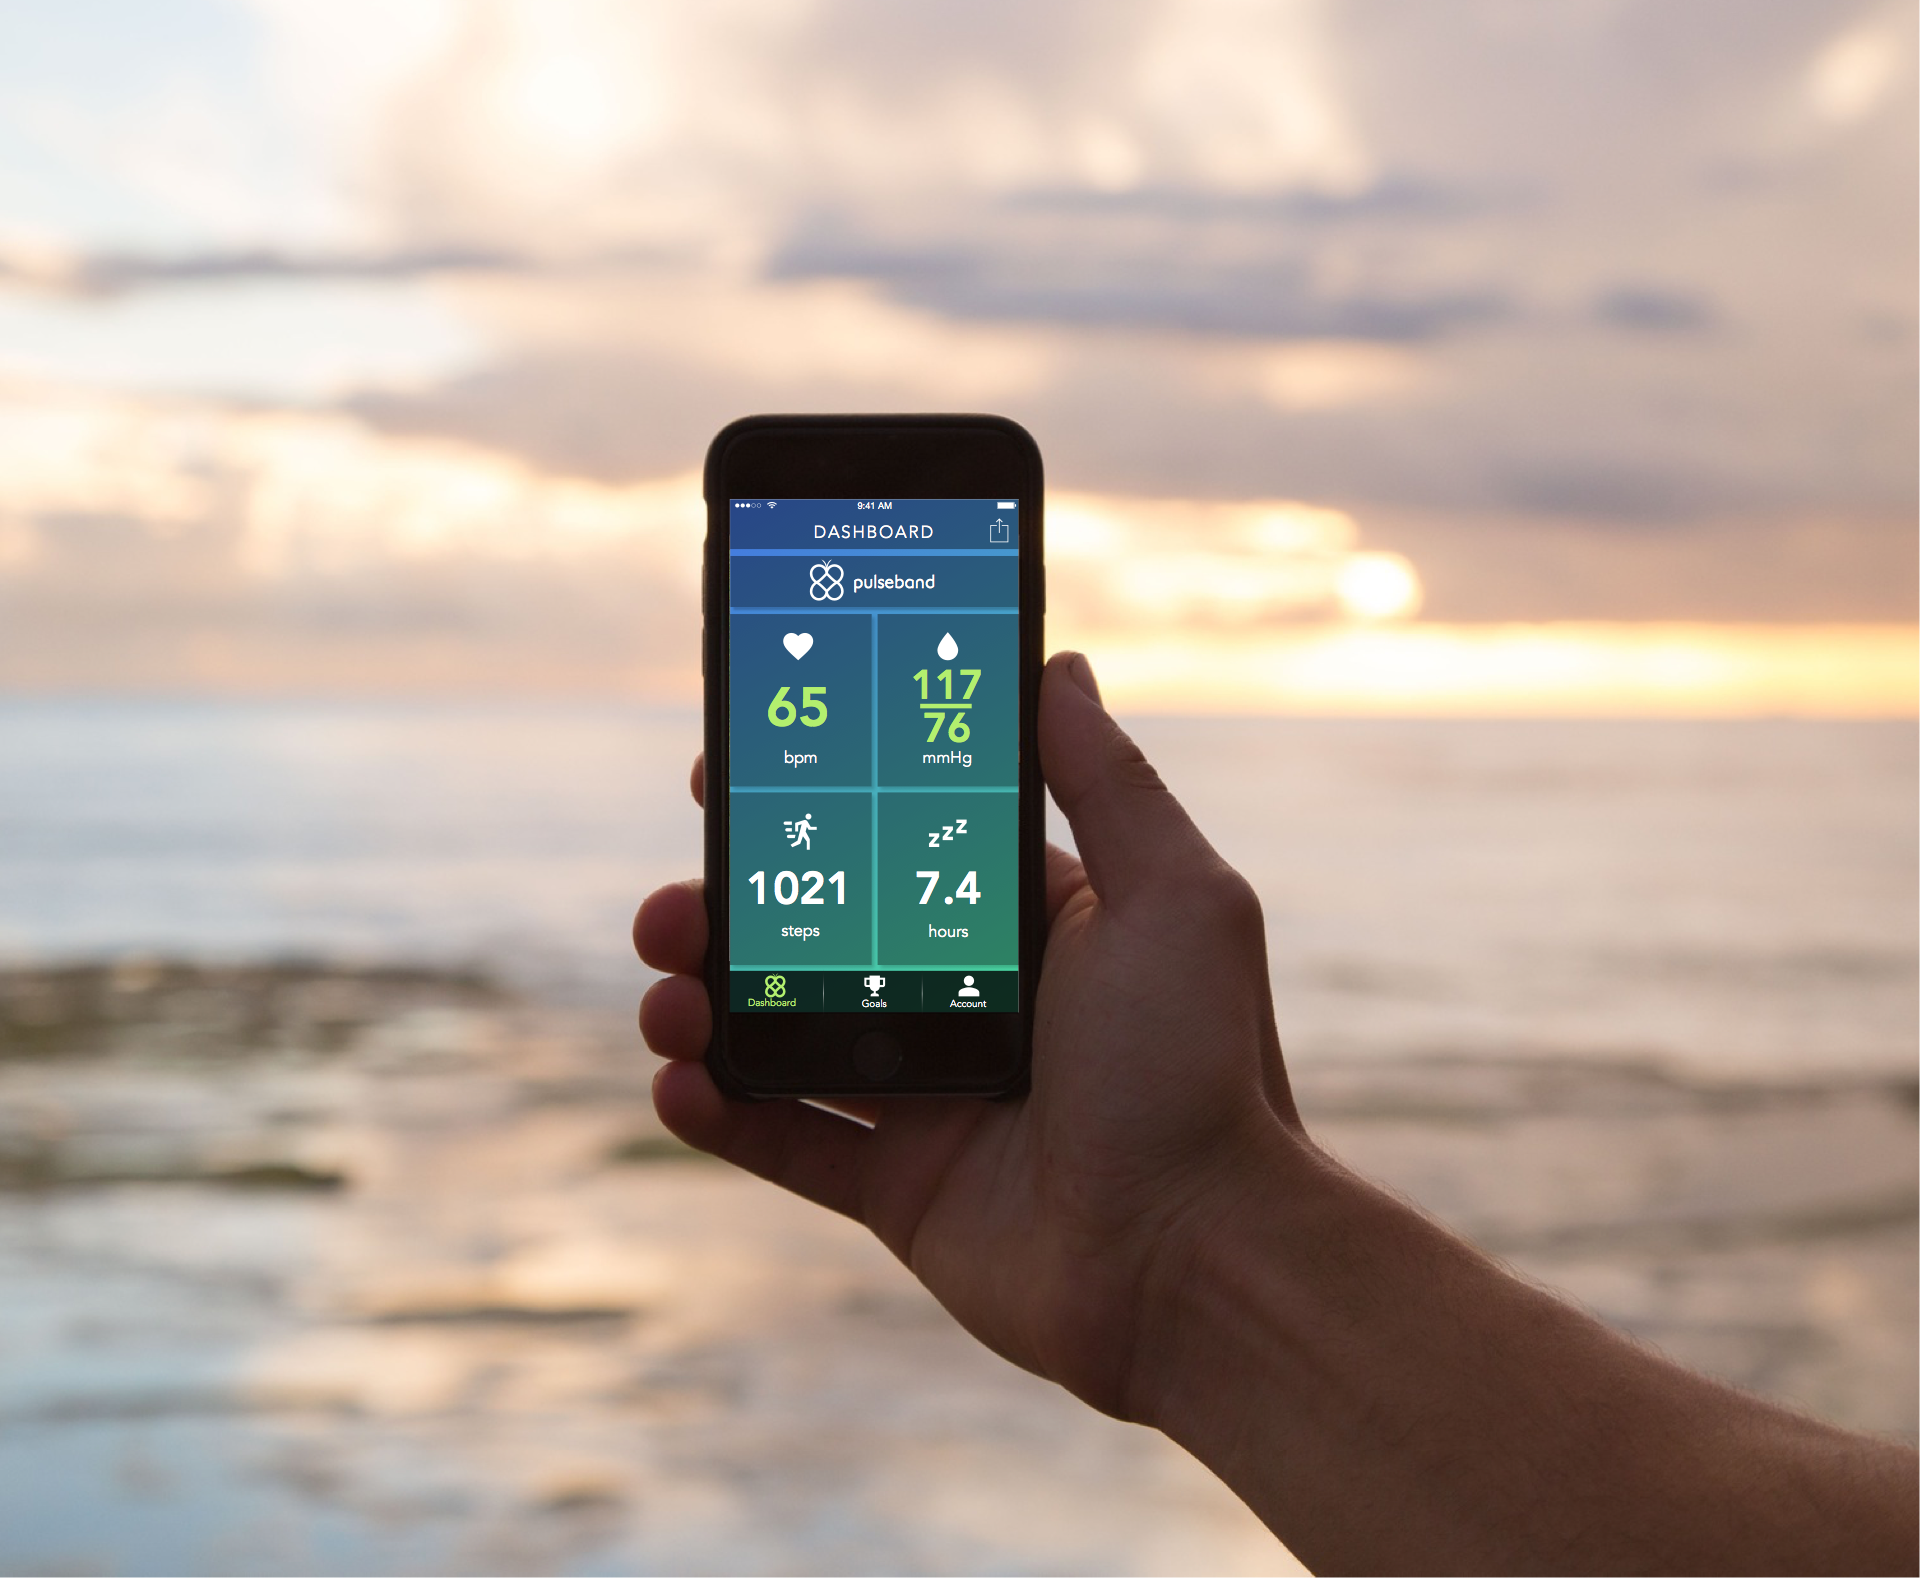 9:41 AM
DASHBOARD
pulseband
65
bpm
117
76
mmHg
1021
steps
zzz
7.4
hours
Dashboard
Goals
Account